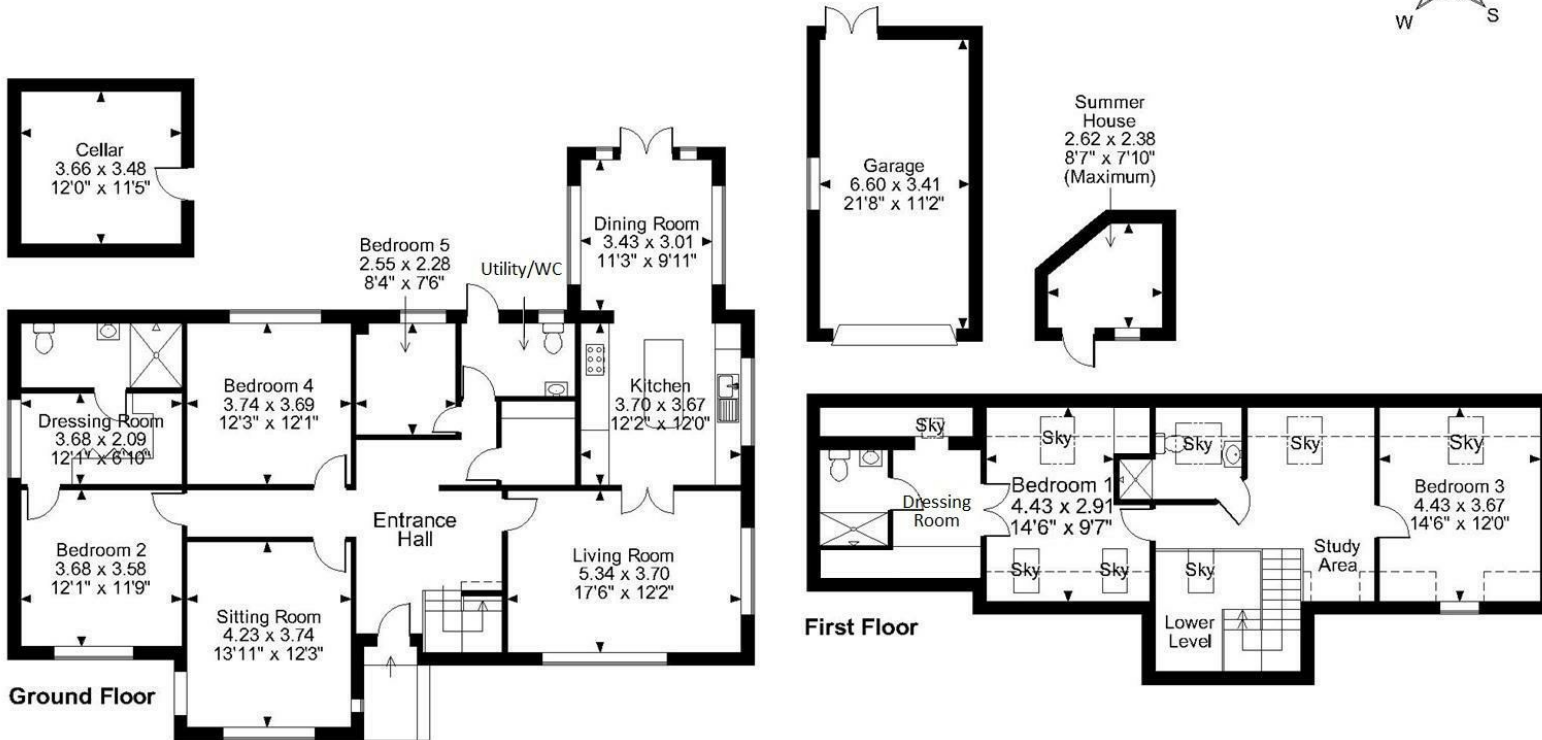 W
S
Cellar
3.66 x 3.48
12'0" x 11'5"
Bedroom 5
2.55 x 2.28
8'4" x 7'6"
Utility/WC
Dining Room
3.43 x 3.01
11'3" x 9'11"
Dressing Room
3.68 x 2.09
12'1" x 6'10"
Bedroom 4
3.74 x 3.69
12'3" x 12'1"
Kitchen
3.70 x 3.67
12'2" x 12'0"
Bedroom 2
3.68 x 3.58
12'1" x 11'9"
Sitting Room
4.23 x 3.74
13'11" x 12'3"
Entrance
Hall
Living Room
5.34 x 3.70
17'6" x 12'2"
Ground Floor
Garage
6.60 x 3.41
21'8" x 11'2"
Summer
House
2.62 x 2.38
8'7" x 7'10"
(Maximum)
Sky
Sky
Sky
Sky
Sky
Dressing
Room
Bedroom 1
4.43 x 2.91
14'6" x 9'7"
Bedroom 3
4.43 x 3.67
14'6" x 12'0"
Sky
Sky
Sky
Study
Area
Lower
Level
First Floor